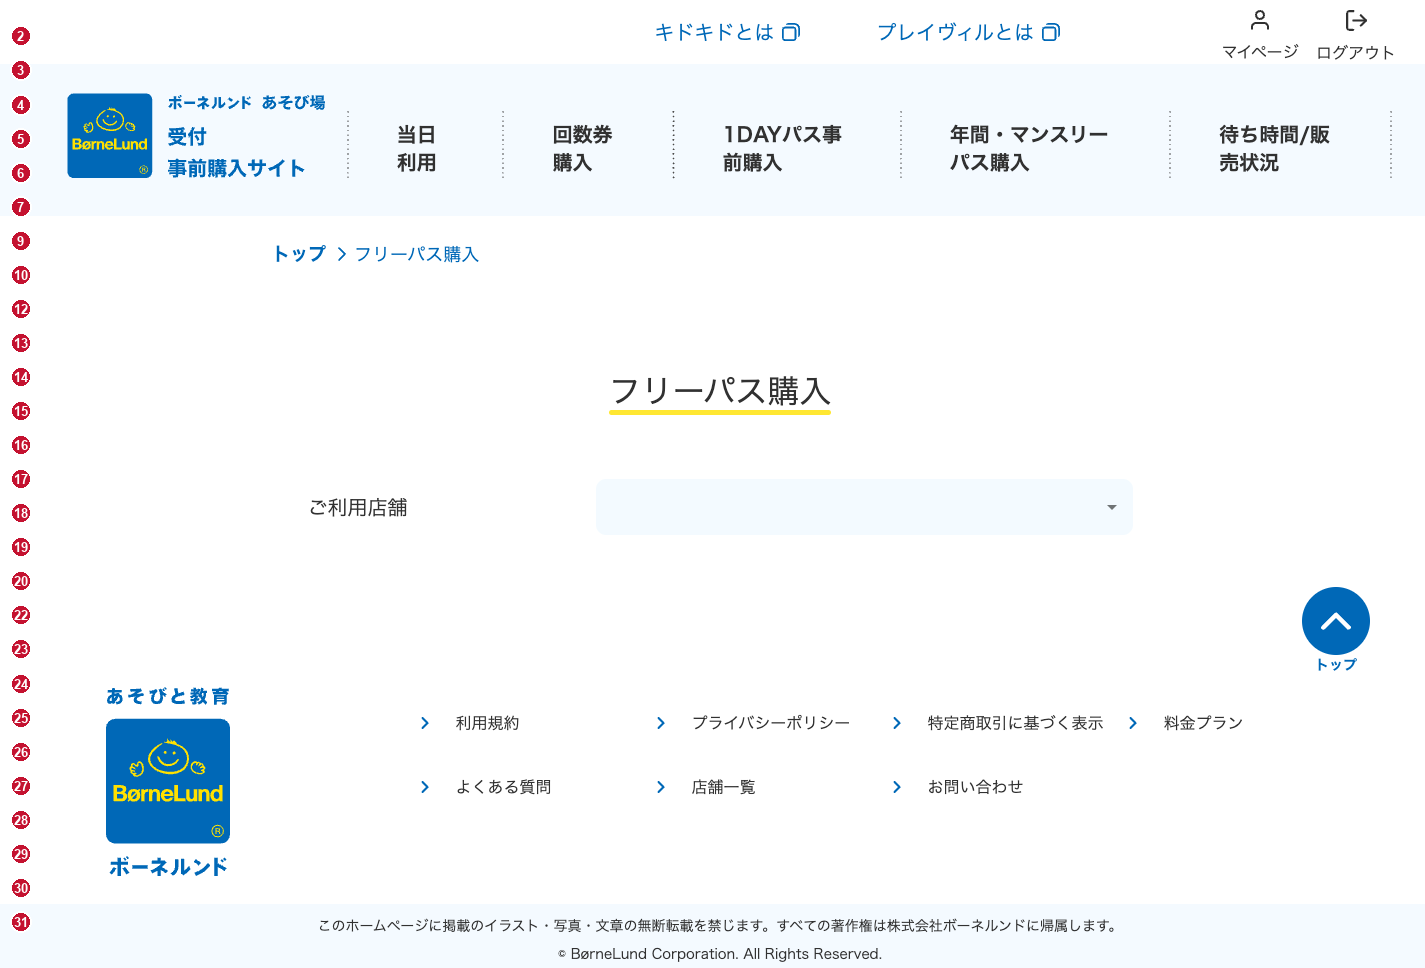 キドキドとは
プレイヴィルとは
マイページ
ログアウト
BørneLund
®
ボーネルンド あそび場
受付
事前購入サイト
当日
利用
回数券
購入
1DAYパス事
前購入
年間・マンスリー
パス購入
待ち時間/販
売状況
トップ
フリーパス購入
フリーパス購入
ご利用店舗
トップ
あそびと教育
BørneLund
®
ボーネルンド
利用規約
プライバシーポリシー
特定商取引に基づく表示
料金プラン
よくある質問
店舗一覧
お問い合わせ
このホームページに掲載のイラスト・写真・文章の無断転載を禁じます。すべての著作権は株式会社ボーネルンドに帰属します。
© BørneLund Corporation. All Rights Reserved.
2
3
4
5
6
7
9
10
12
13
14
15
16
17
18
19
20
22
23
24
25
26
27
28
29
30
31